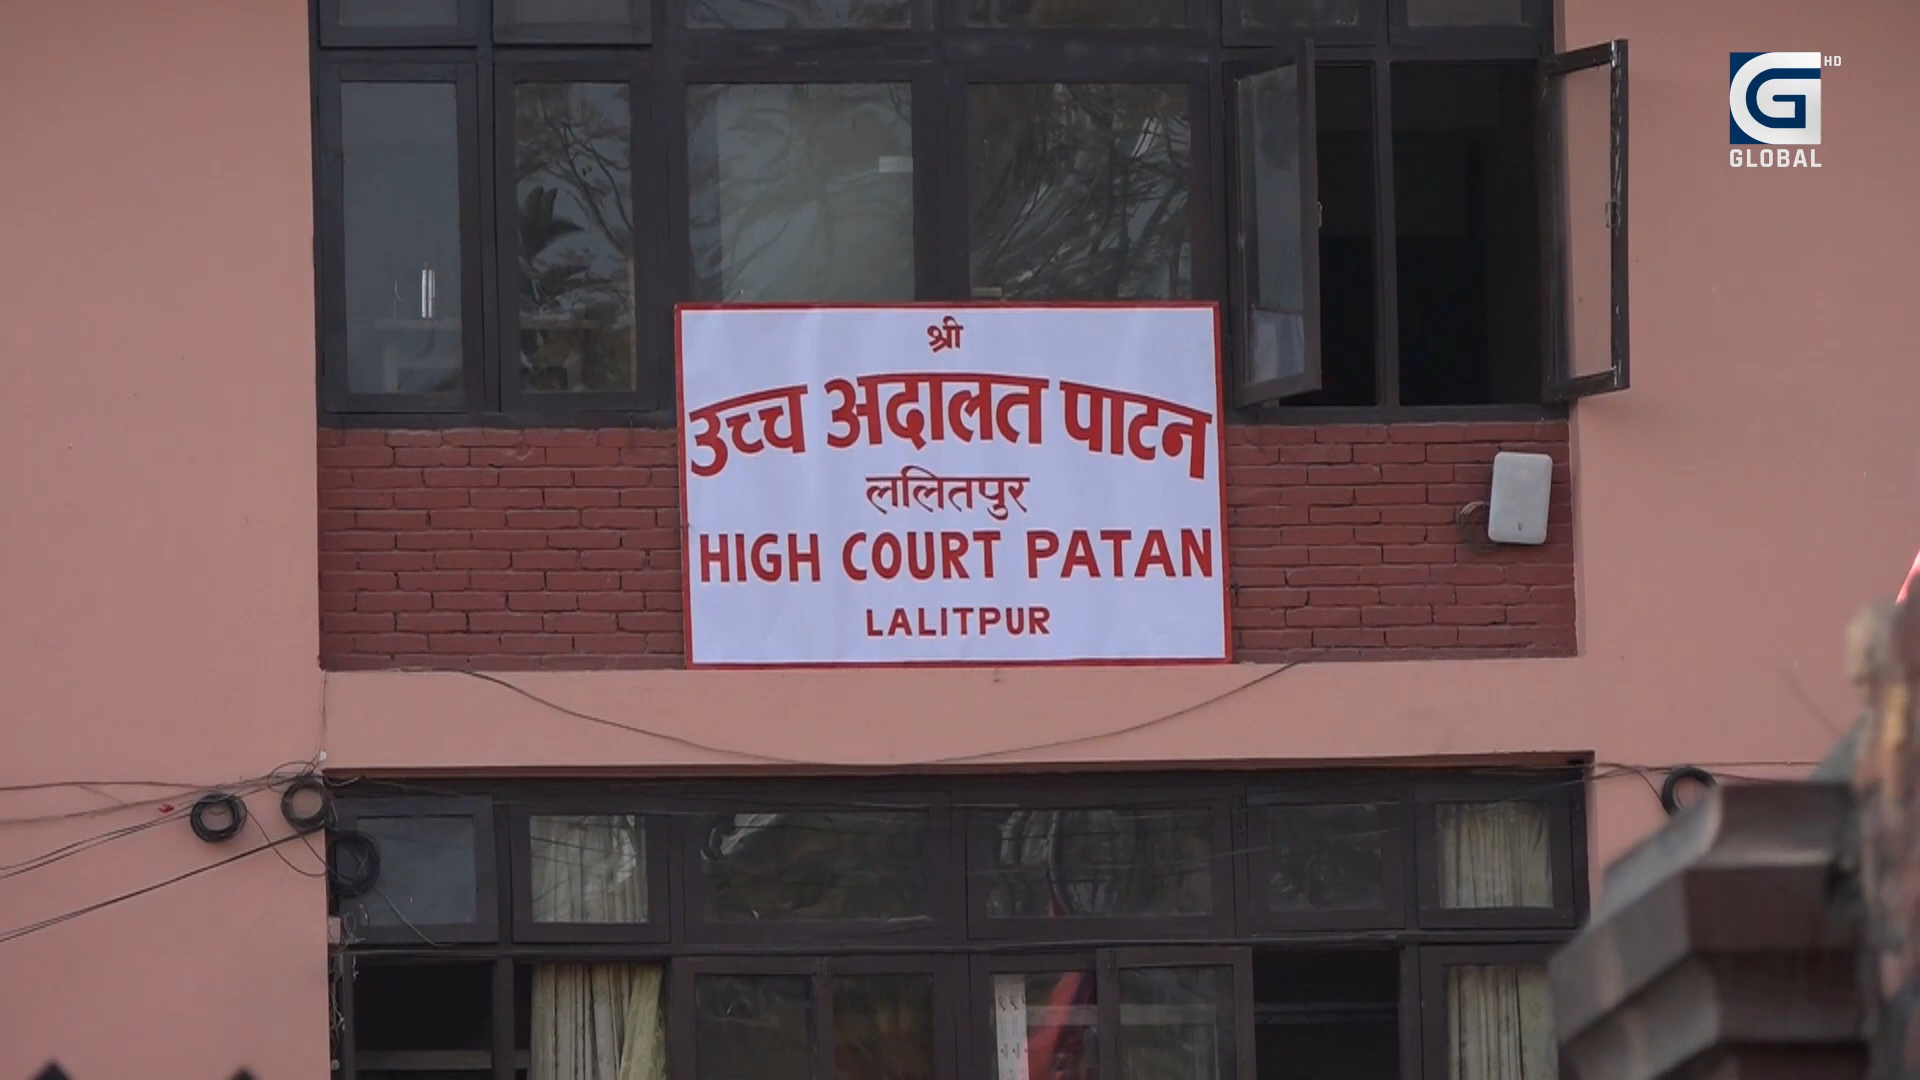 श्री
उच्च अदालत पाटन
ललितपुर
HIGH COURT PATAN
LALITPUR
G HD
GLOBAL